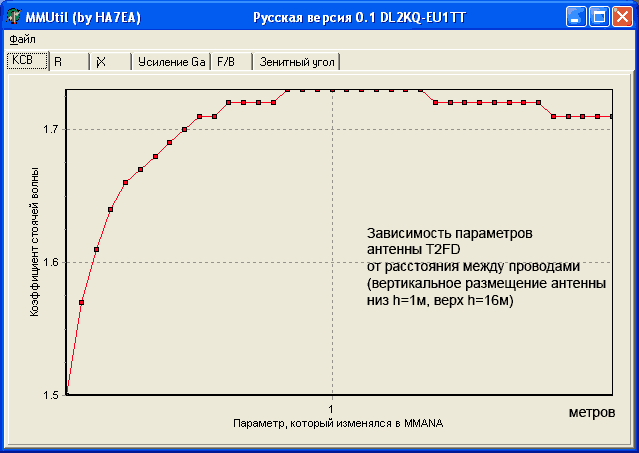 MMUtil (by HA7EA) Русская версия 0.1 DL2KQ-EU1TT
Файл
КСВ R jX Усиление Ga F/B Зенитный угол
1.7
1.6
1.5
Коэффициент стоячей волны
Зависимость параметров
антенны T2FD
от расстояния между проводами
(вертикальное размещение антенны
низ h=1м, верх h=16м)
1
метров
Параметр, который изменялся в MMANA